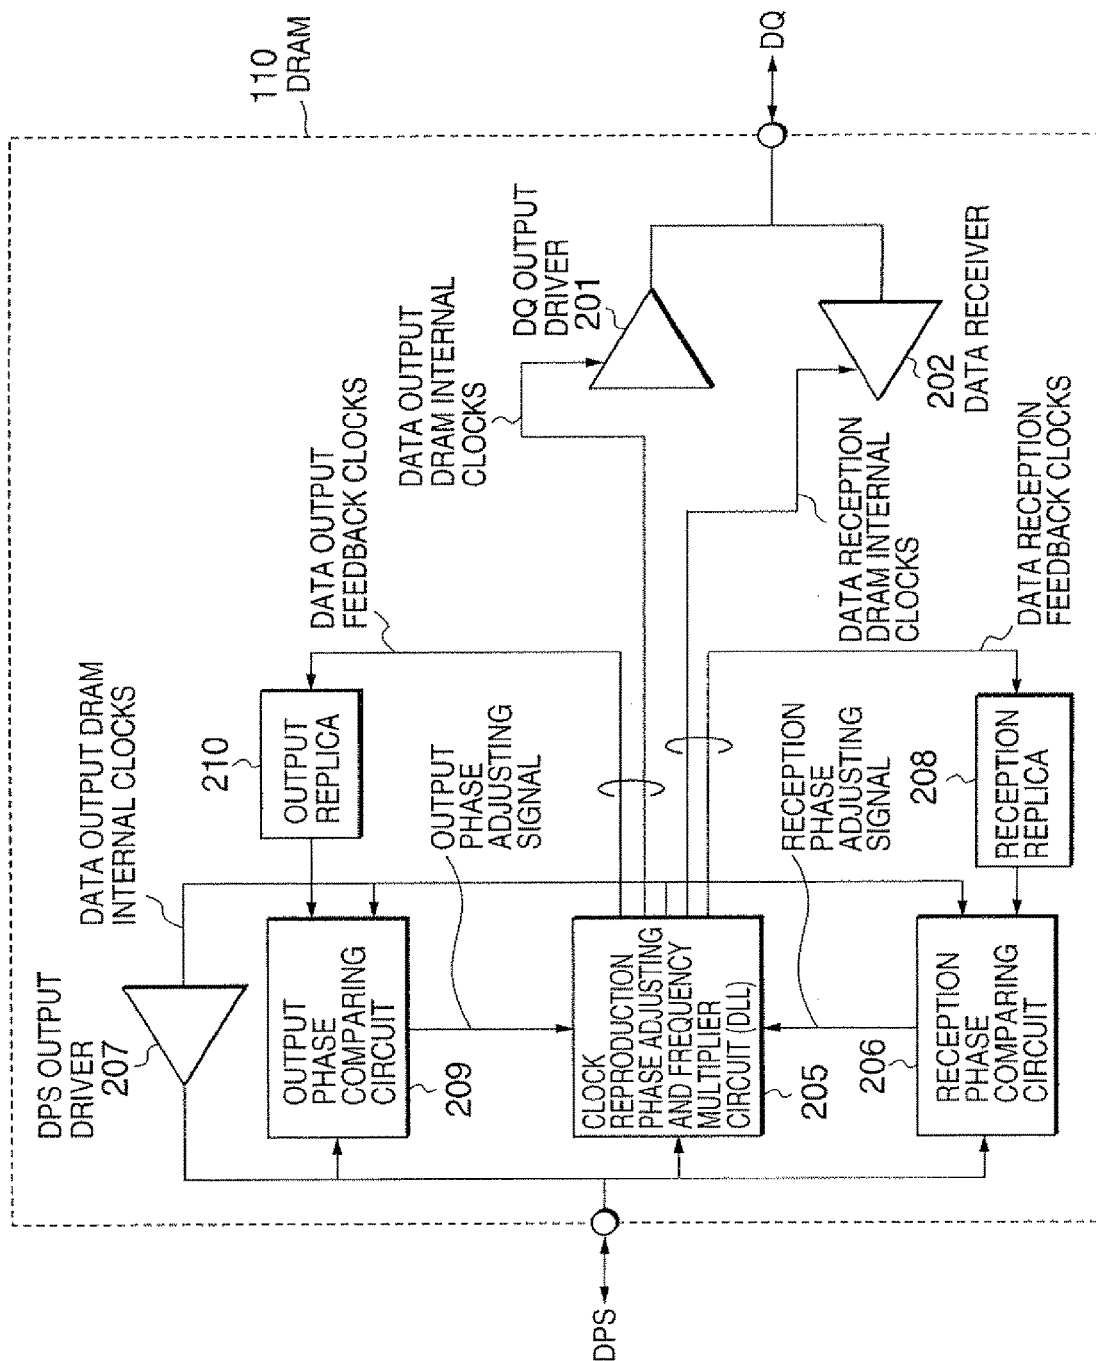 110
DRAM
DQ
DQ OUTPUT
DRIVER
201
202
DATA RECEIVER
DATA OUTPUT
DRAM INTERNAL
CLOCKS
DATA OUTPUT
FEEDBACK CLOCKS
DATA RECEPTION
DRAM INTERNAL
CLOCKS
DATA RECEPTION
FEEDBACK CLOCKS
DATA OUTPUT DRAM
INTERNAL CLOCKS
210
OUTPUT
REPLICA
OUTPUT
PHASE
ADJUSTING
SIGNAL
RECEPTION
PHASE
ADJUSTING
SIGNAL
208
RECEPTION
REPLICA
DPS OUTPUT
DRIVER
207
OUTPUT
PHASE
COMPARING
CIRCUIT
209
CLOCK
REPRODUCTION
PHASE ADJUSTING
AND FREQUENCY
MULTIPLIER
CIRCUIT (DLL)
205
206
RECEPTION
PHASE
COMPARING
CIRCUIT
DPS